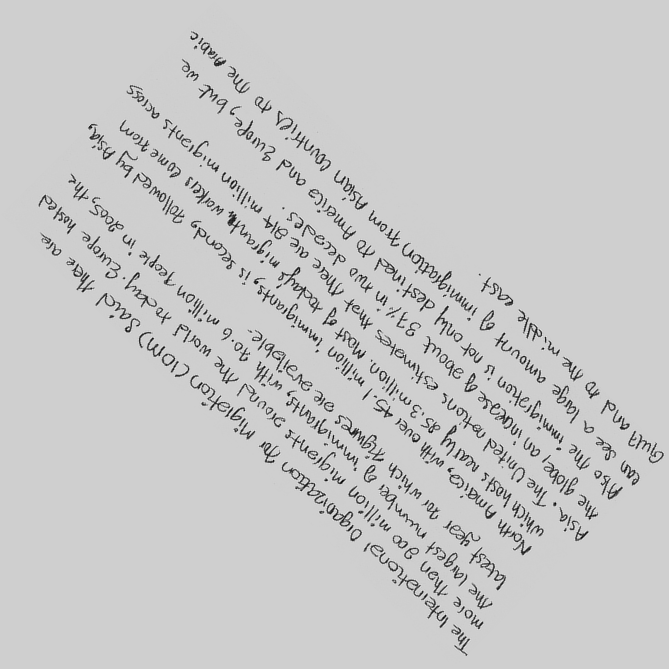 The International Organization for Migration (IOM) said there are
more than 200 million migrants around the world today. Europe hosted
the largest number of immigrants, with 70.6 million people in 2005, the
latest year for which figures are available.
North America, with over 45.1 million immigrants, is second, followed by Asia,
which hosts nearly 25.3 million. Most of today's migrant workers come from
Asia. The United nations estimates that there are 214 million migrants across
the globe, an increase of about 37% in two decades.
Also the immigration is not only destined to America and Europe, but we
can see a large amount of immigration from Asian countries to the Arabic
Gulf and to the middle east.